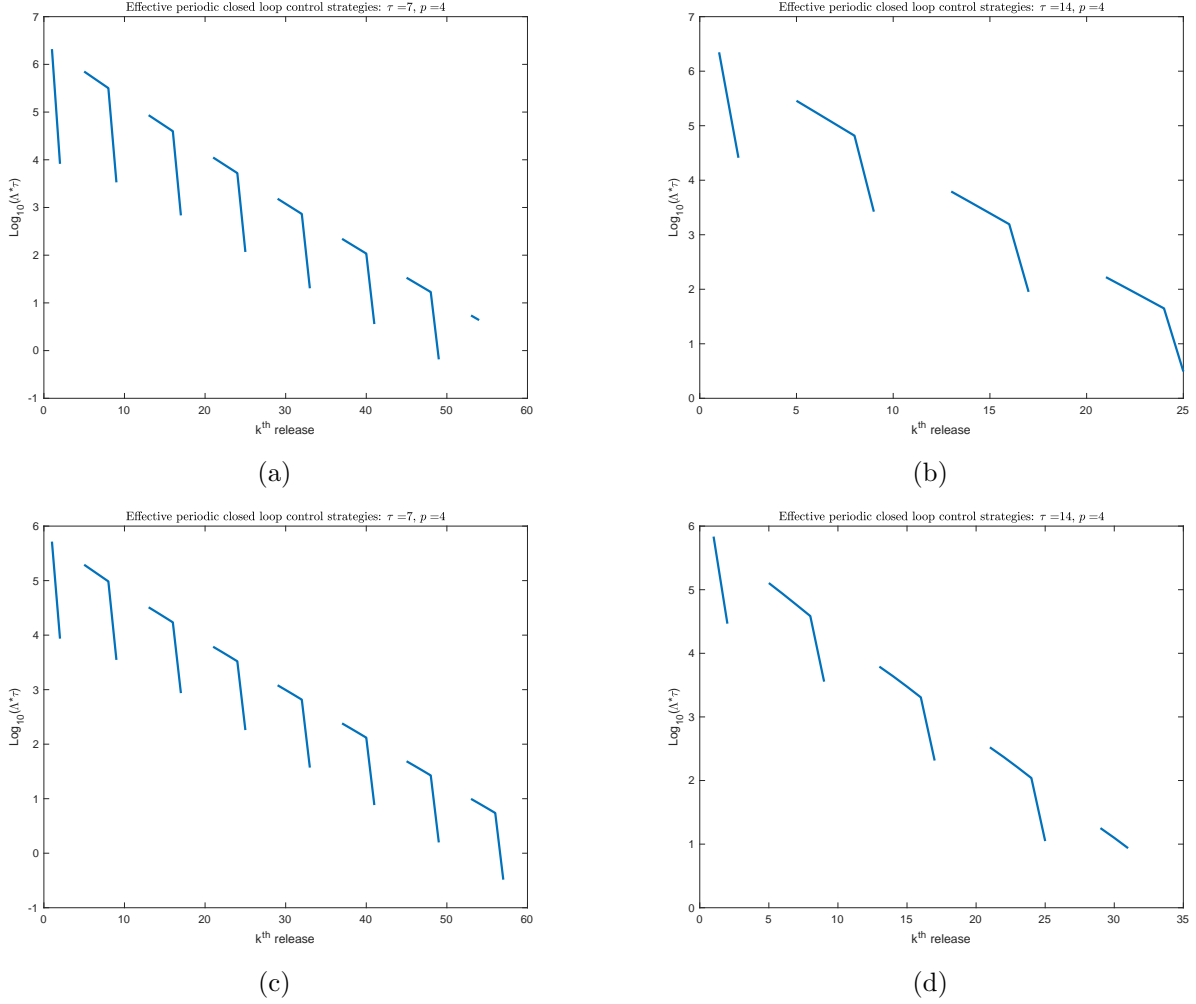 Effective periodic closed loop control strategies: τ =7, p =4
7
6
5
4
3
2
1
0
-1
0 10 20 30 40 50 60
Log10(Λ*τ)
kth release
(a)
Effective periodic closed loop control strategies: τ =14, p =4
7
6
5
4
3
2
1
0
0 5 10 15 20 25
Log10(Λ*τ)
kth release
(b)
Effective periodic closed loop control strategies: τ =7, p =4
6
5
4
3
2
1
0
-1
0 10 20 30 40 50 60
Log10(Λ*τ)
kth release
(c)
Effective periodic closed loop control strategies: τ =14, p =4
6
5
4
3
2
1
0
0 5 10 15 20 25 30 35
Log10(Λ*τ)
kth release
(d)